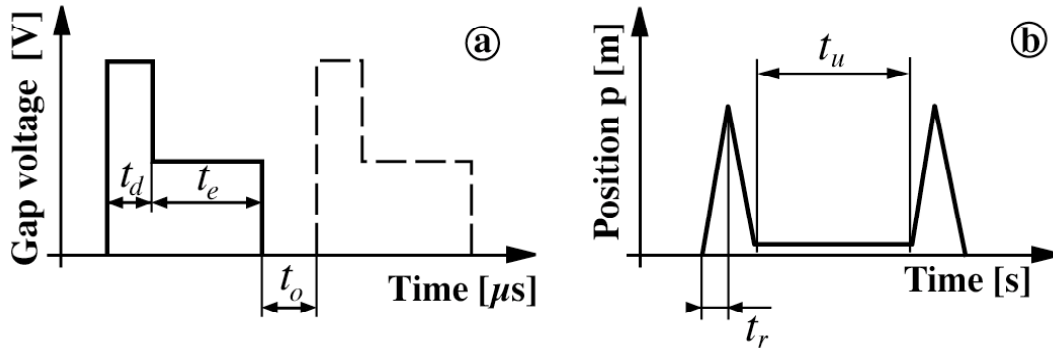 Gap voltage [V]
ⓐ
t_d
t_e
t_o
Time [µs]
Position p [m]
ⓑ
t_u
t_r
Time [s]